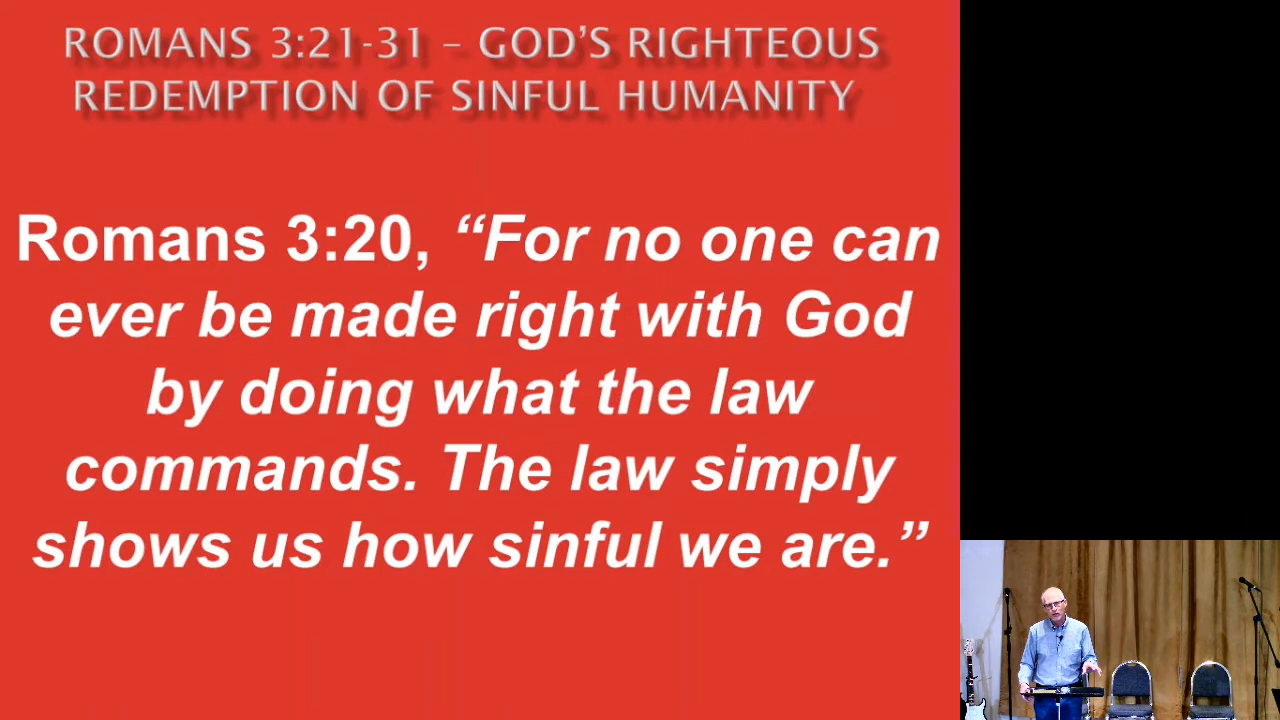 ROMANS 3:21-31 – GOD’S RIGHTEOUS
REDEMPTION OF SINFUL HUMANITY
Romans 3:20, “For no one can
ever be made right with God
by doing what the law
commands. The law simply
shows us how sinful we are.”